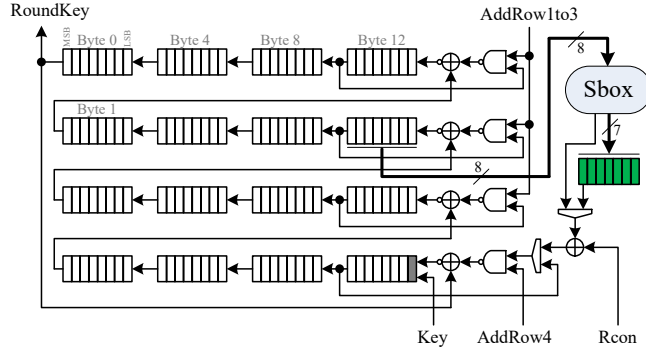 RoundKey
AddRow1to3
MSB
Byte 0
LSB
Byte 4
Byte 8
Byte 12
8
Sbox
Byte 1
7
8
Key
AddRow4
Rcon